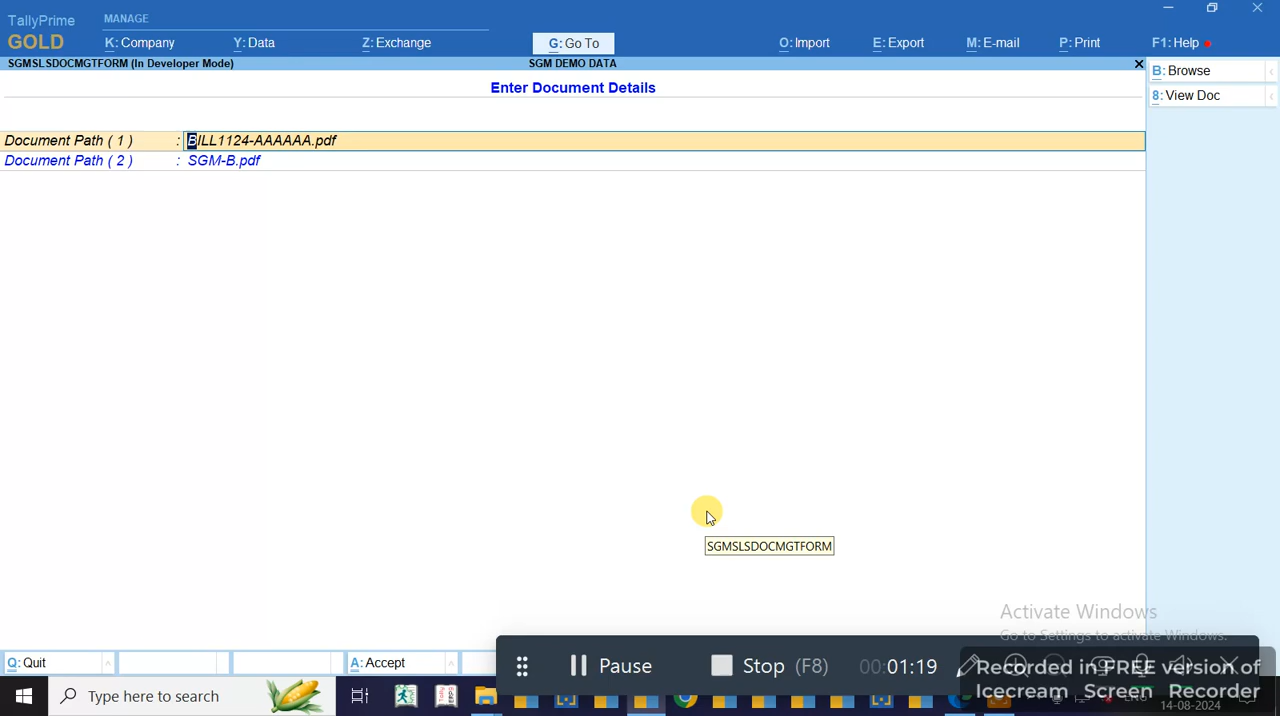 TallyPrime
GOLD
MANAGE
K: Company
Y: Data
Z: Exchange
G: Go To
O: Import
E: Export
M: E-mail
P: Print
F1: Help
SGMSLSDOCMGTFORM (In Developer Mode)
SGM DEMO DATA
B: Browse
8: View Doc
Enter Document Details
Document Path ( 1 ) : BILL1124-AAAAAA.pdf
Document Path ( 2 ) : SGM-B.pdf
SGMSLSDOCMGTFORM
Activate Windows
Go to Settings to activate Windows.
Q: Quit
A: Accept
Pause
Stop (F8)
00:01:19
Recorded in FREE version of
Icecream Screen Recorder
Type here to search
ENG
14-08-2024